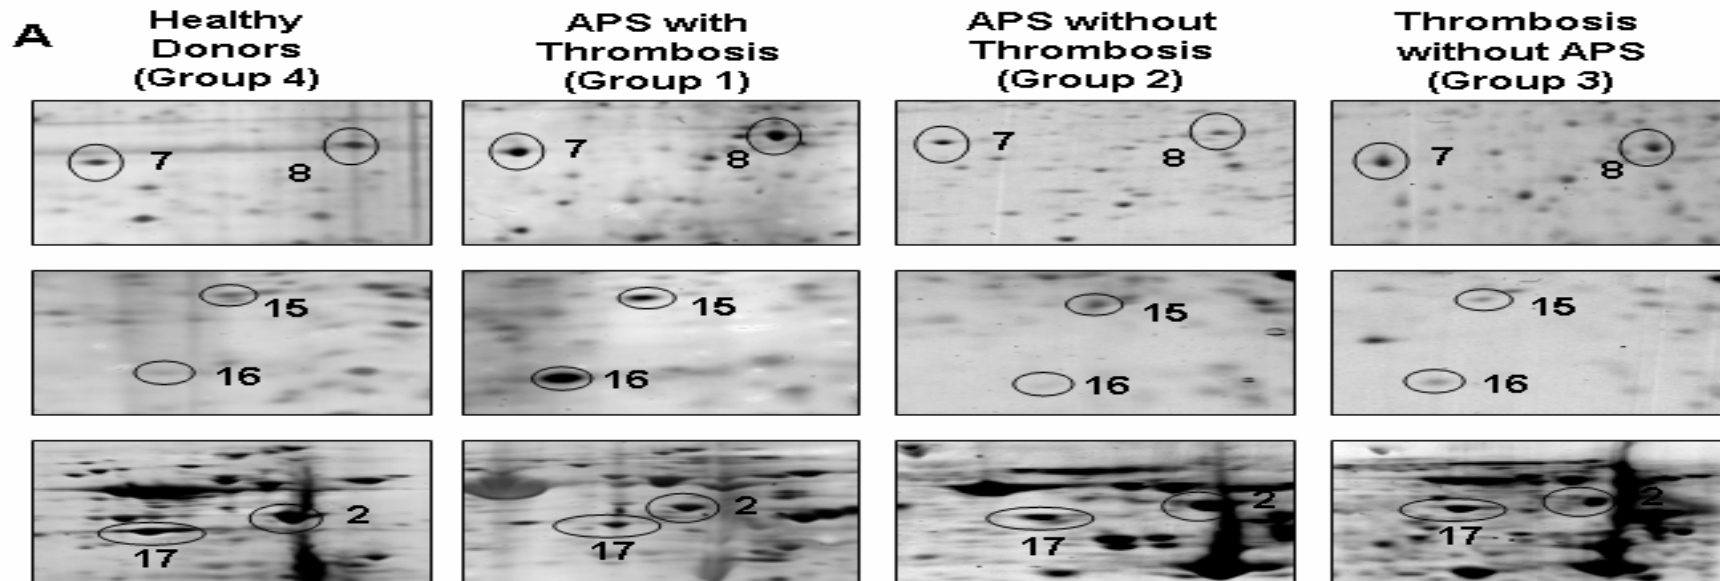 A
Healthy
Donors
(Group 4)
APS with
Thrombosis
(Group 1)
APS without
Thrombosis
(Group 2)
Thrombosis
without APS
(Group 3)
7
8
7
8
7
8
7
8
15
16
15
16
15
16
15
16
2
17
2
17
2
17
2
17